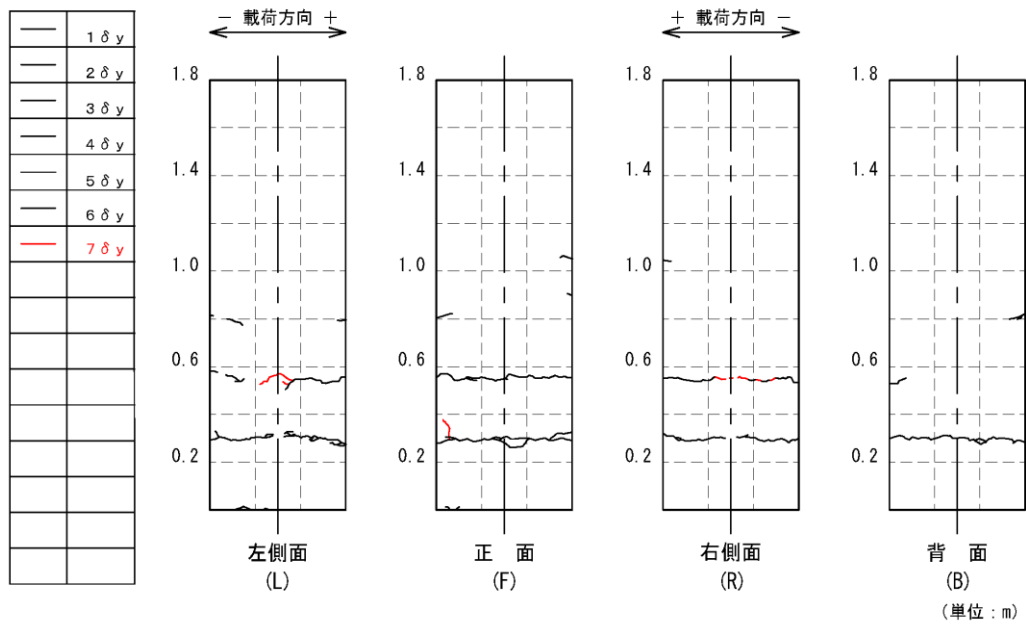 1δy
2δy
3δy
4δy
5δy
6δy
7δy
− 載荷方向 +
1.8
1.4
1.0
0.6
0.2
左側面
(L)
1.8
1.4
1.0
0.6
0.2
正 面
(F)
+ 載荷方向 −
1.8
1.4
1.0
0.6
0.2
右側面
(R)
1.8
1.4
1.0
0.6
0.2
背 面
(B)
(単位:m)